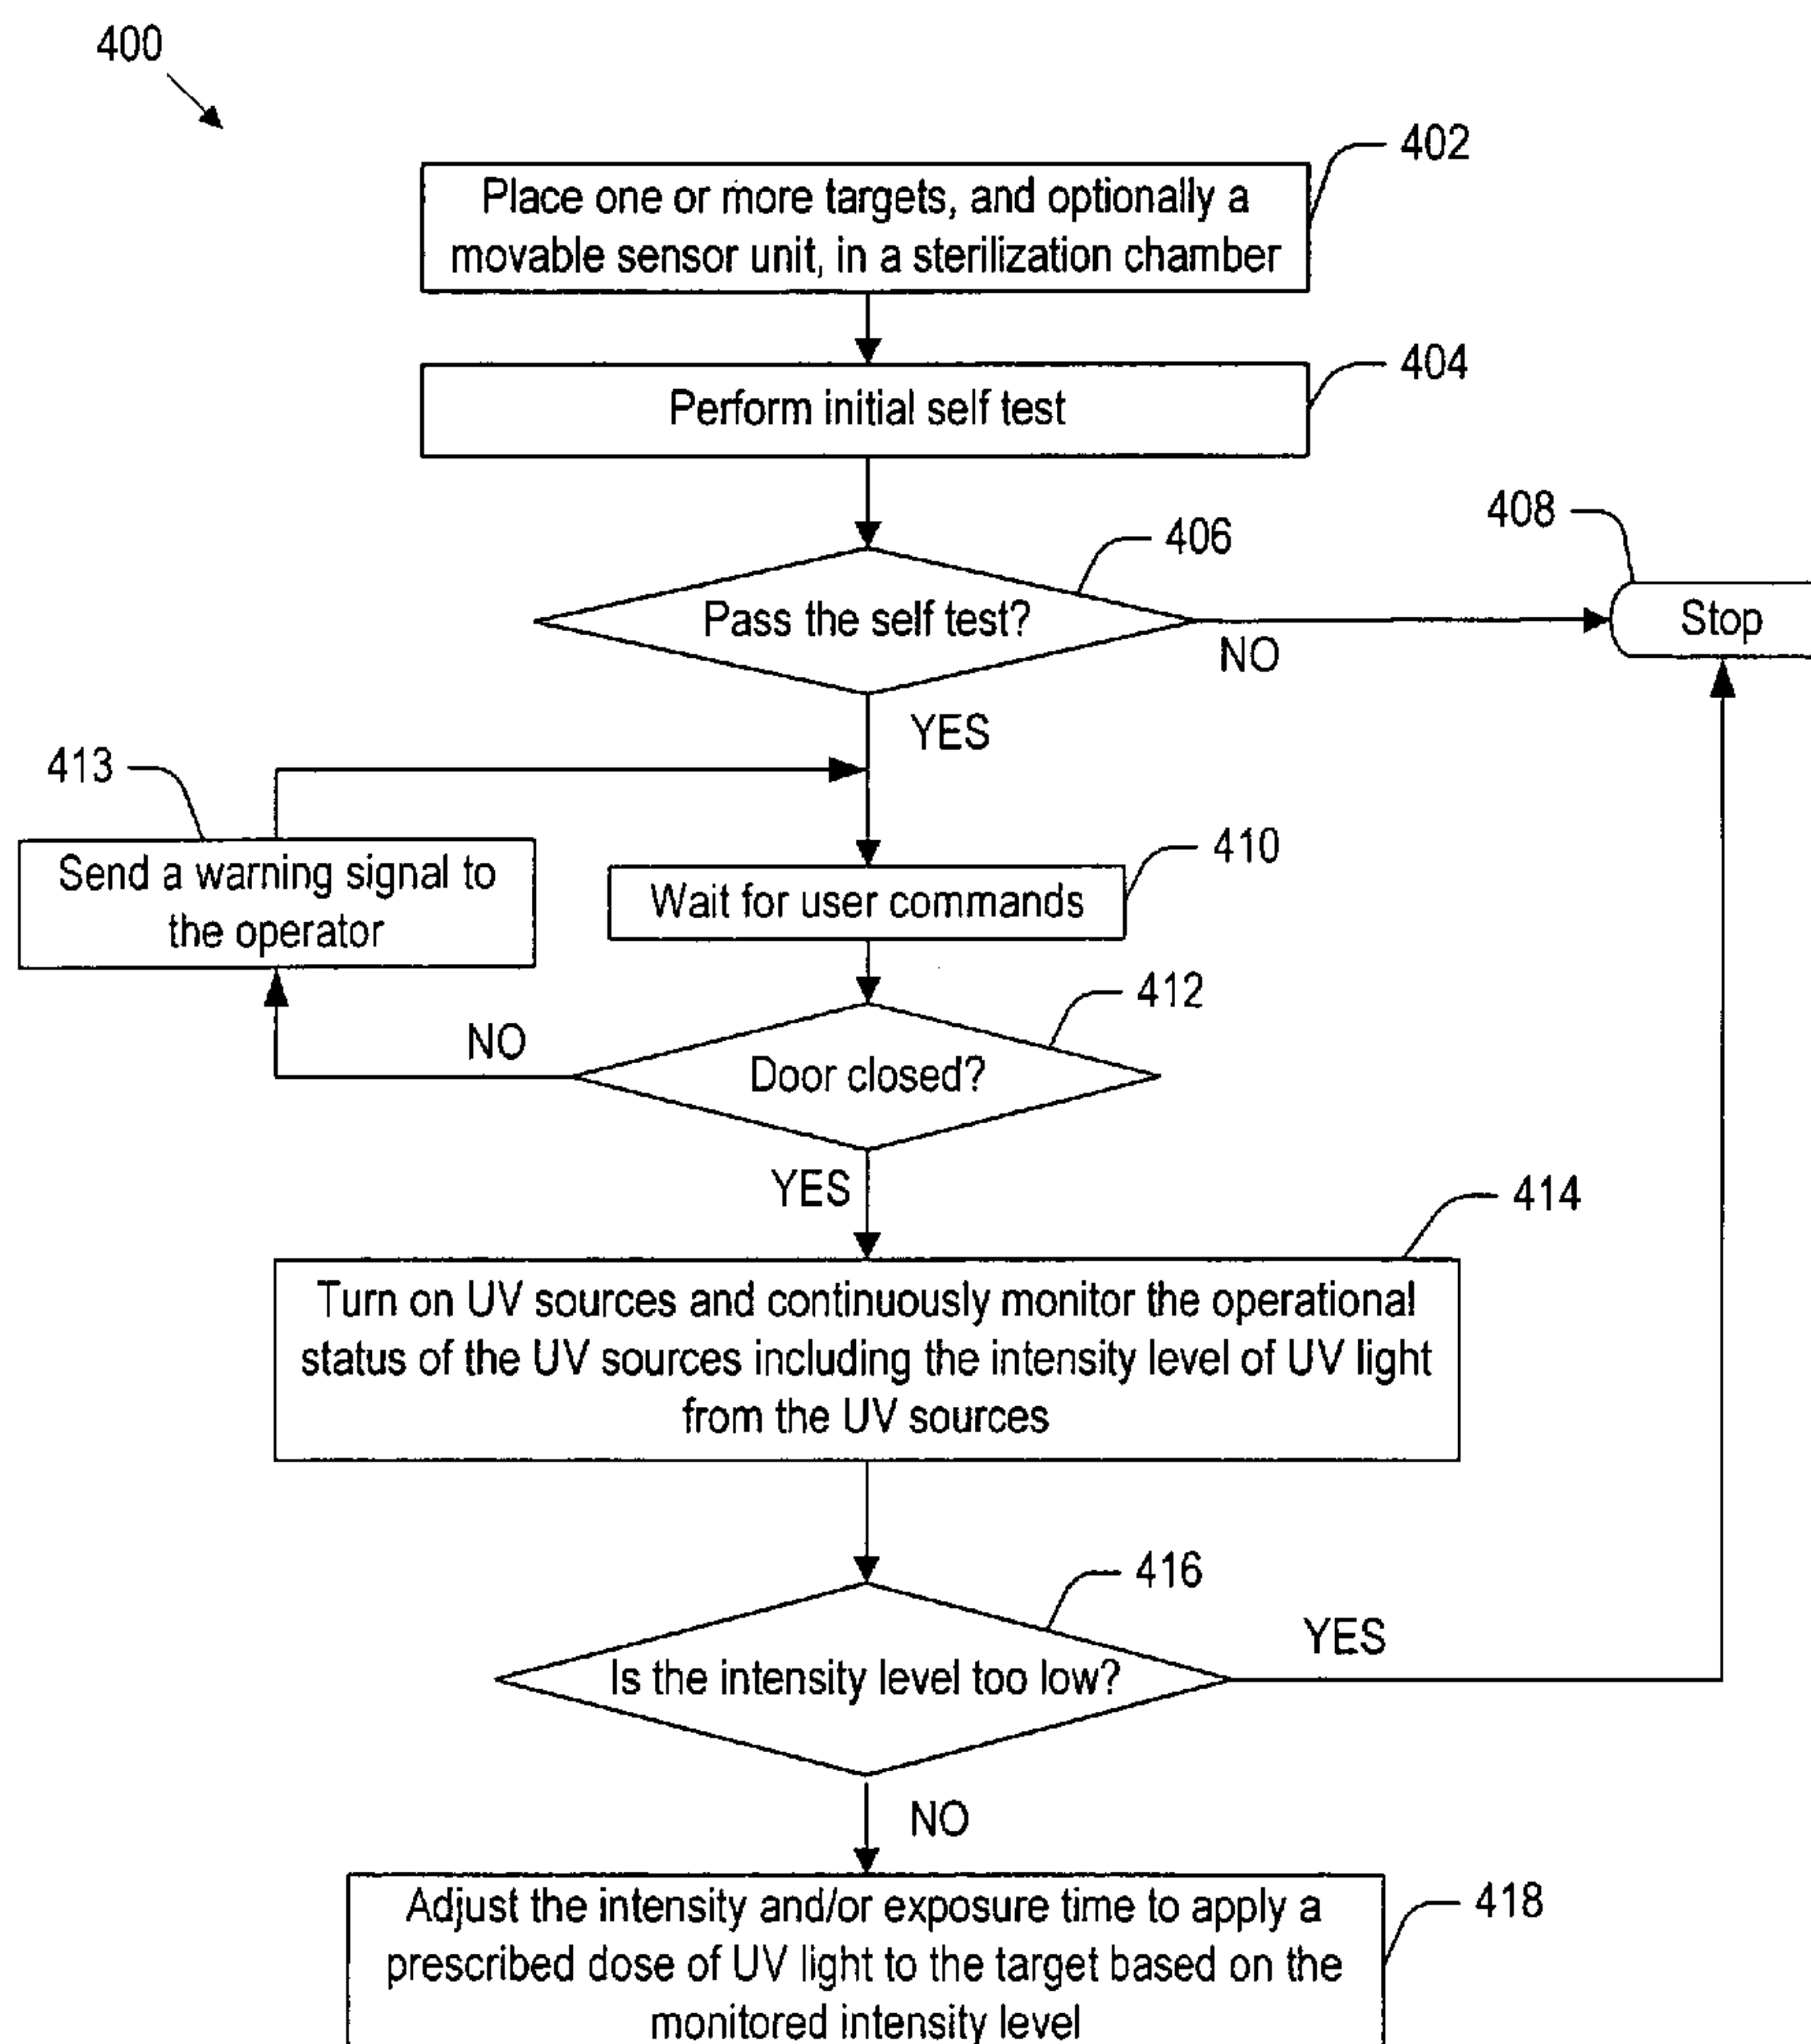 400
402
Place one or more targets, and optionally a
movable sensor unit, in a sterilization chamber
404
Perform initial self test
406
408
Pass the self test?
Stop
NO
YES
413
410
Send a warning signal to
the operator
Wait for user commands
412
NO
Door closed?
YES
414
Turn on UV sources and continuously monitor the operational
status of the UV sources including the intensity level of UV light
from the UV sources
416
YES
Is the intensity level too low?
NO
418
Adjust the intensity and/or exposure time to apply a
prescribed dose of UV light to the target based on the
monitored intensity level